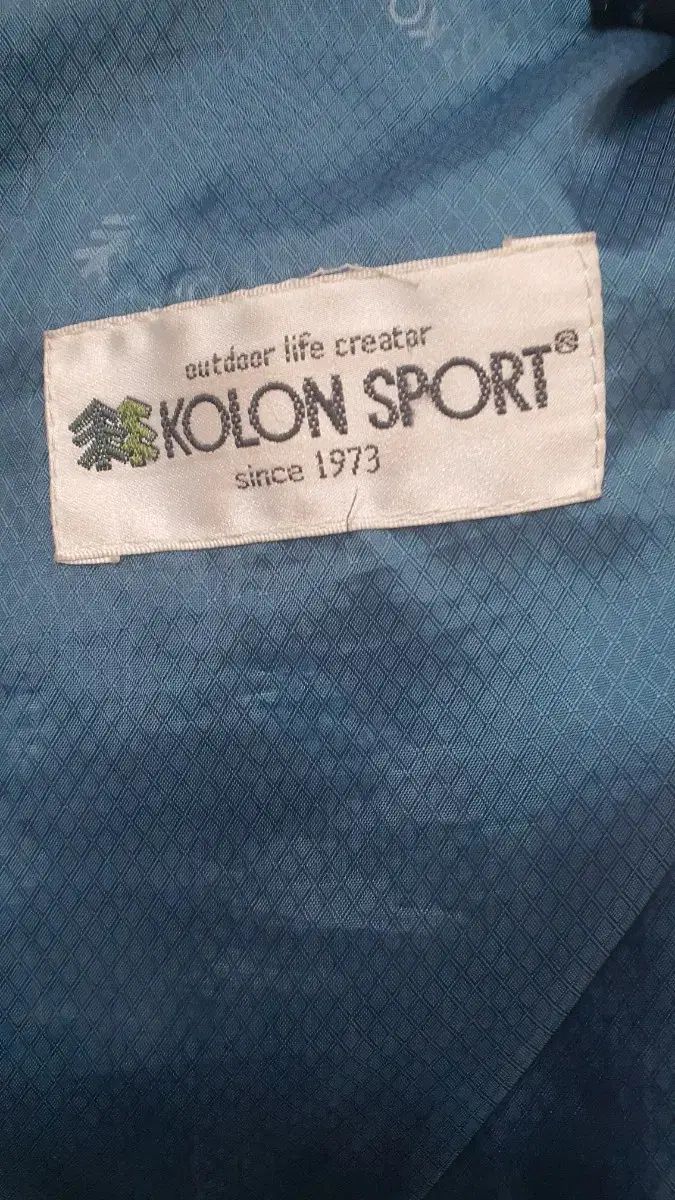 outdoor life creator
KOLON SPORT®
since 1973